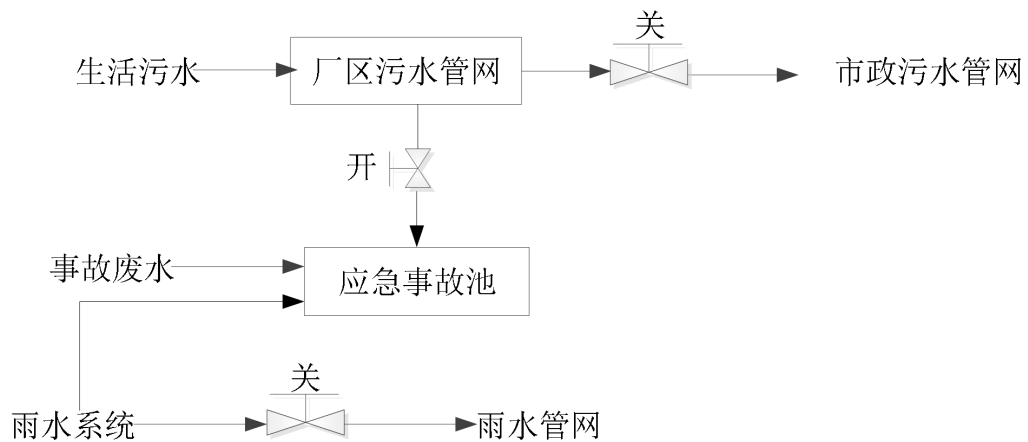 关
生活污水
厂区污水管网
市政污水管网
开
事故废水
应急事故池
关
雨水系统
雨水管网